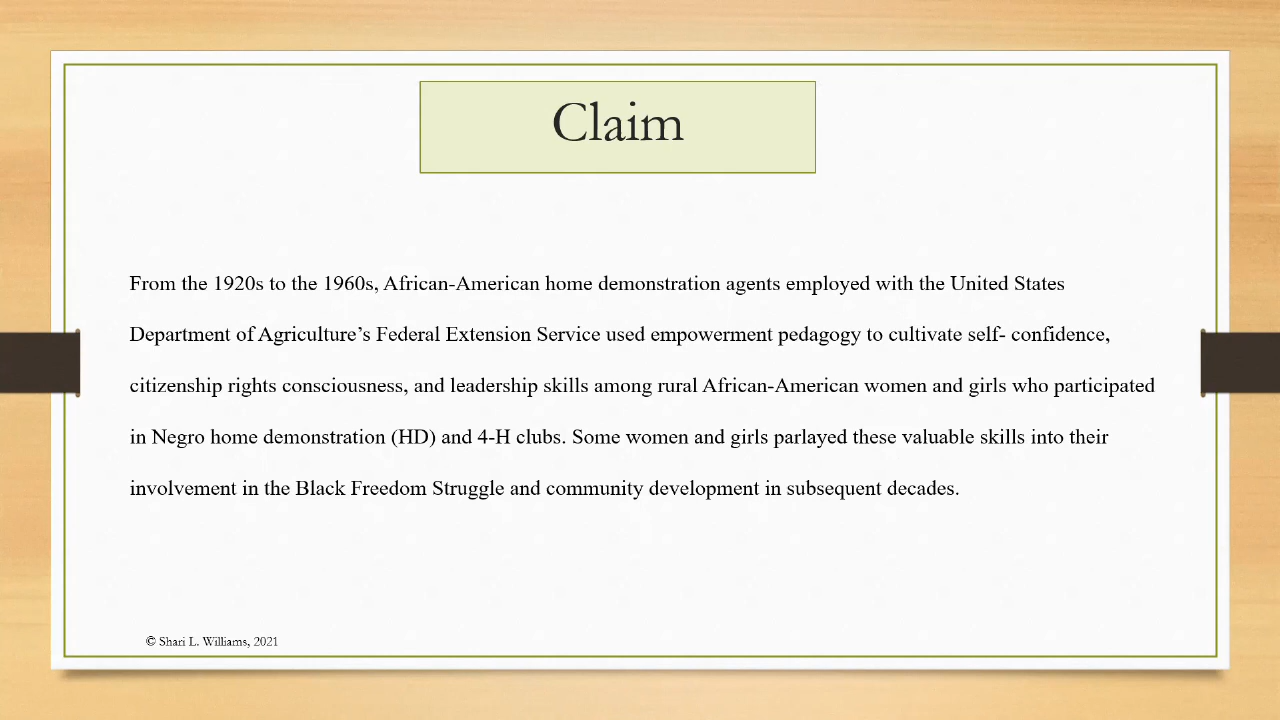 Claim
From the 1920s to the 1960s, African-American home demonstration agents employed with the United States
Department of Agriculture’s Federal Extension Service used empowerment pedagogy to cultivate self- confidence,
citizenship rights consciousness, and leadership skills among rural African-American women and girls who participated
in Negro home demonstration (HD) and 4-H clubs. Some women and girls parlayed these valuable skills into their
involvement in the Black Freedom Struggle and community development in subsequent decades.
© Shari L. Williams, 2021